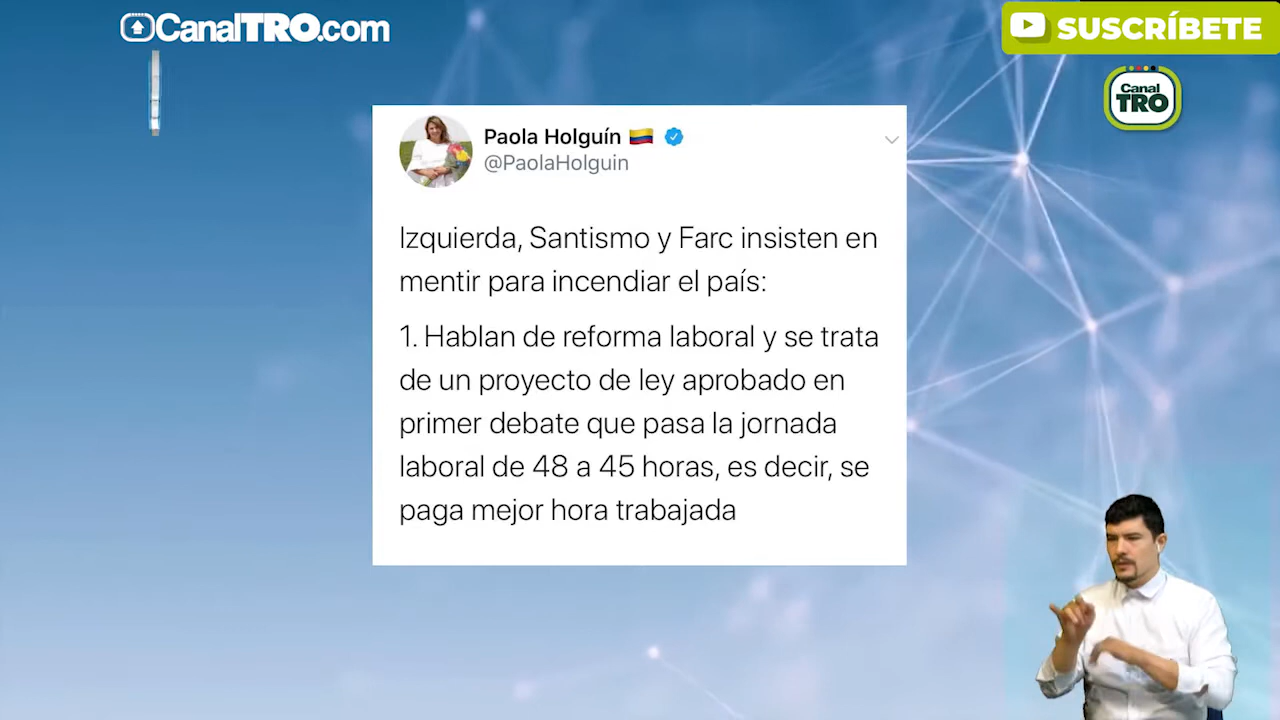 CanalTRO.com
SUSCRÍBETE
Canal
TRO
Paola Holguín
@PaolaHolguin
Izquierda, Santismo y Farc insisten en
mentir para incendiar el país:
1. Hablan de reforma laboral y se trata
de un proyecto de ley aprobado en
primer debate que pasa la jornada
laboral de 48 a 45 horas, es decir, se
paga mejor hora trabajada